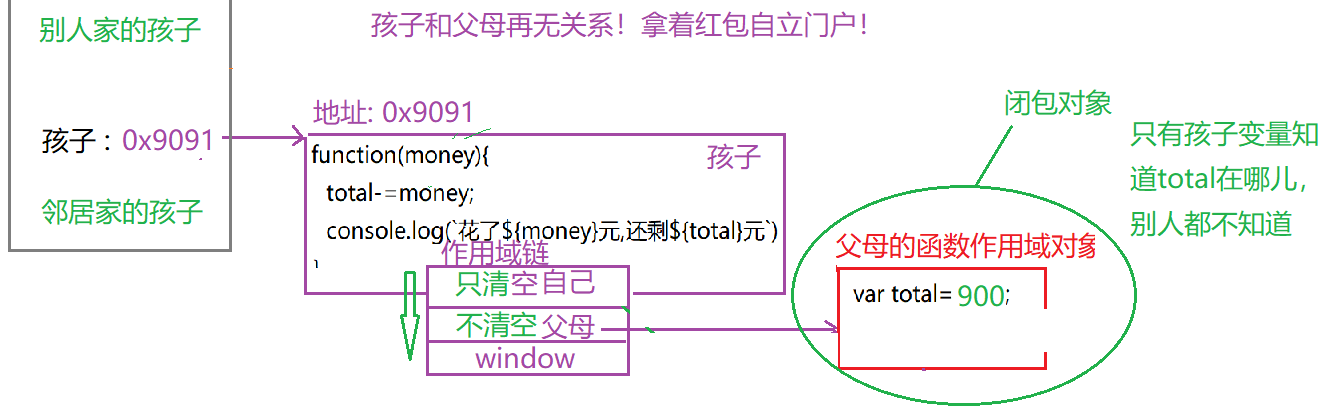 孩子和父母再无关系！拿着红包自立门户！
别人家的孩子
孩子：0x9091
邻居家的孩子
地址: 0x9091
function(money){
孩子
total-=money;
console.log(`花了${money}元,还剩${total}元`)
作用域链
只清空自己
不清空父母
window
闭包对象
父母的函数作用域对象
var total= 900;
只有孩子变量知
道total在哪儿，
别人都不知道